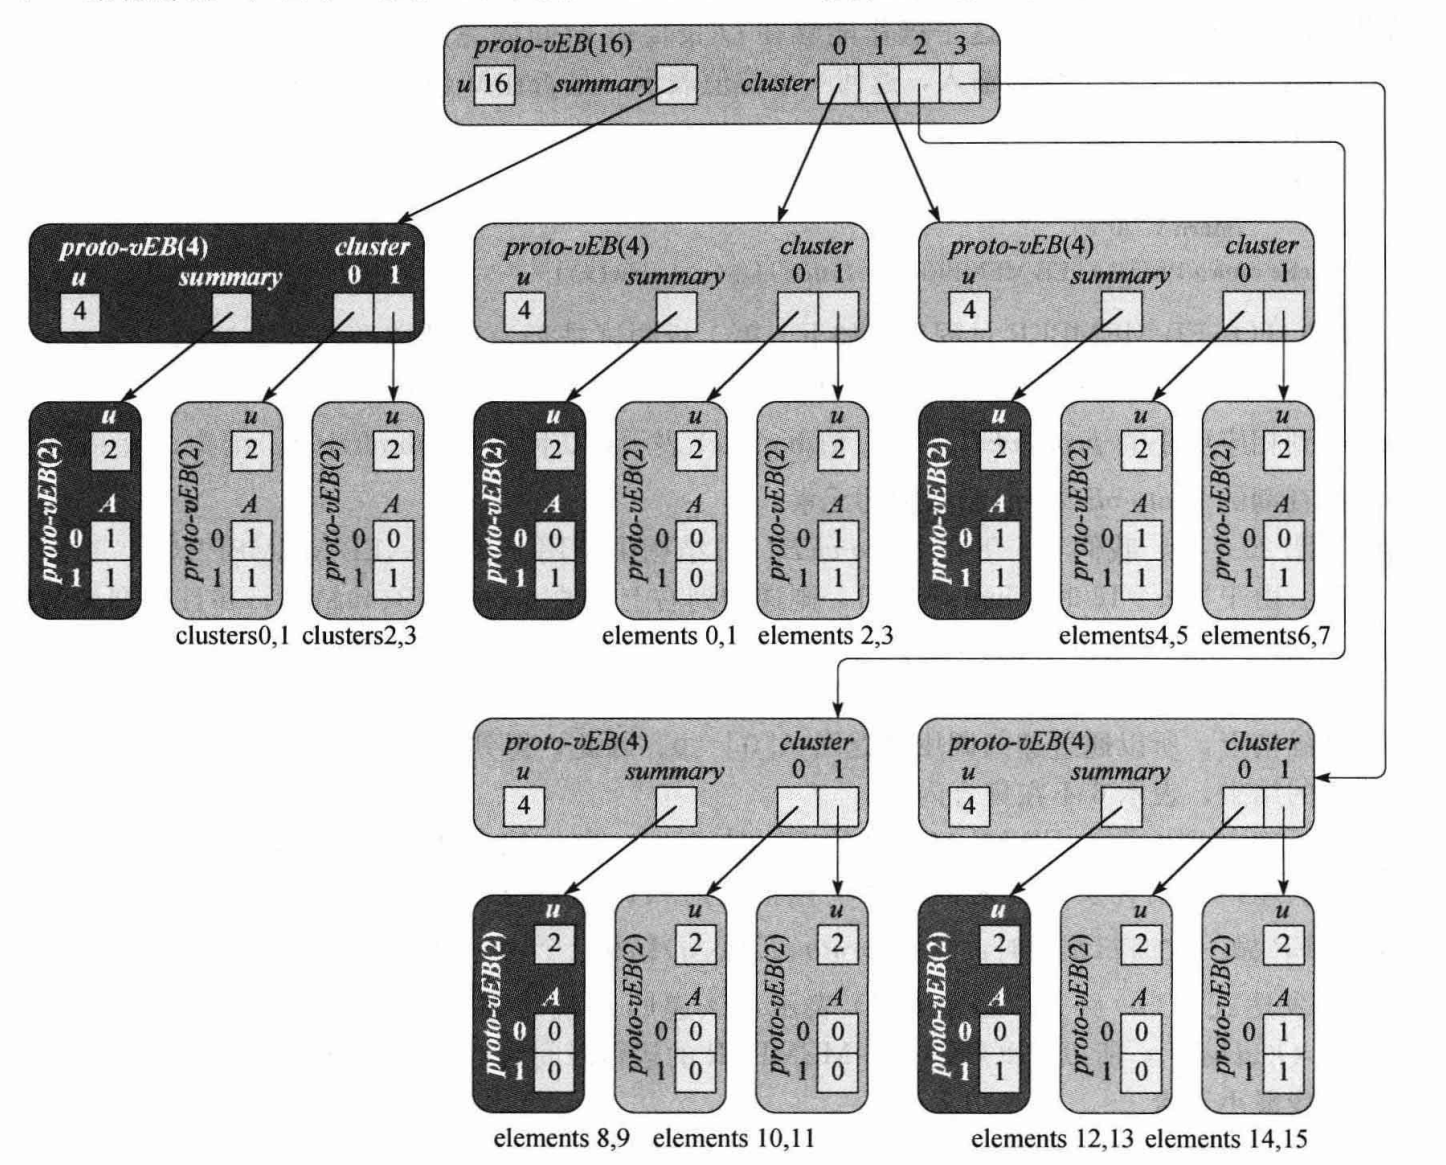 proto-vEB(16) 0 1 2 3
u 16 summary cluster
proto-vEB(4) cluster
u summary 0 1
4
proto-vEB(4) cluster
u summary 0 1
4
proto-vEB(4) cluster
u summary 0 1
4
proto-vEB(2)
u
2
A
0 1
1 1
proto-vEB(2)
u
2
A
0 1
1 1
clusters0,1
proto-vEB(2)
u
2
A
0 0
1 1
clusters2,3
proto-vEB(2)
u
2
A
0 0
1 1
proto-vEB(2)
u
2
A
0 0
1 0
elements 0,1
proto-vEB(2)
u
2
A
0 1
1 1
elements 2,3
proto-vEB(2)
u
2
A
0 1
1 1
proto-vEB(2)
u
2
A
0 1
1 1
elements4,5
proto-vEB(2)
u
2
A
0 0
1 1
elements6,7
proto-vEB(4) cluster
u summary 0 1
4
proto-vEB(4) cluster
u summary 0 1
4
proto-vEB(2)
u
2
A
0 0
1 0
proto-vEB(2)
u
2
A
0 0
1 0
elements 8,9
proto-vEB(2)
u
2
A
0 0
1 0
elements 10,11
proto-vEB(2)
u
2
A
0 0
1 1
proto-vEB(2)
u
2
A
0 0
1 0
elements 12,13
proto-vEB(2)
u
2
A
0 1
1 1
elements 14,15